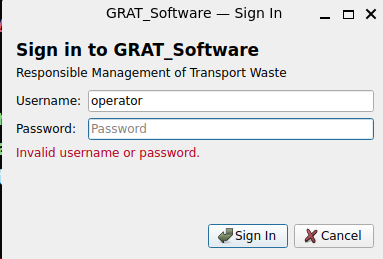 GRAT_Software — Sign In
Sign in to GRAT_Software
Responsible Management of Transport Waste
Username: operator
Password: Password
Invalid username or password.
Sign In Cancel